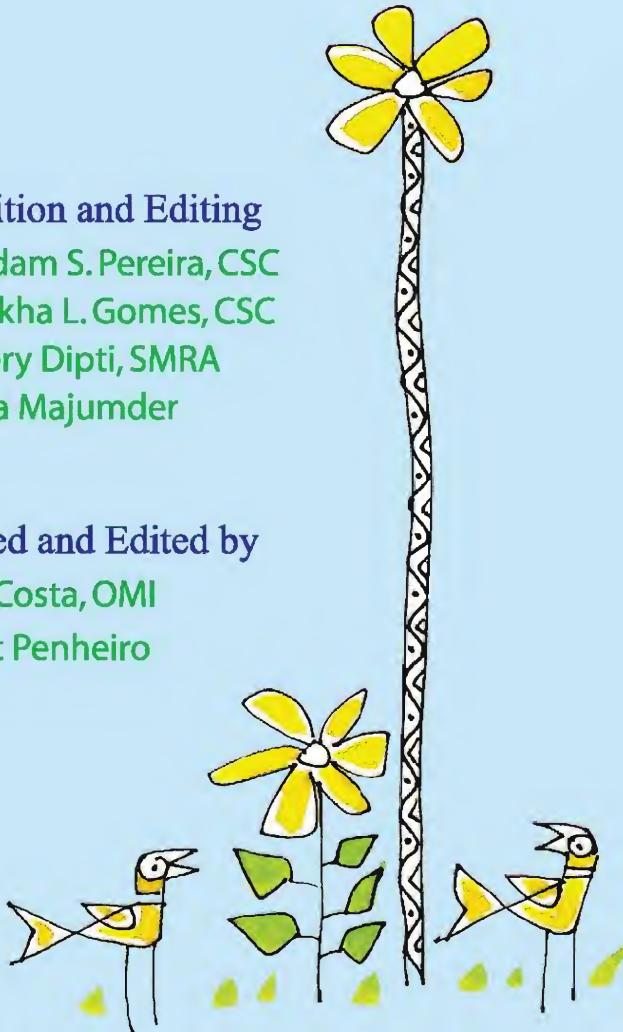 ition and Editing
dam S. Pereira, CSC
kha L. Gomes, CSC
ery Dipti, SMRA
a Majumder
ed and Edited by
Costa, OMI
t Penheiro